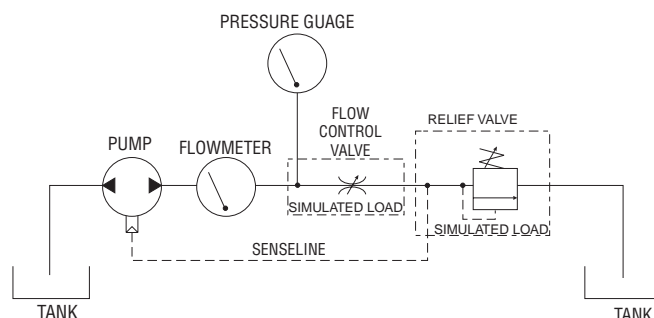 PRESSURE GUAGE
FLOW
CONTROL
VALVE
RELIEF VALVE
PUMP
FLOWMETER
SIMULATED LOAD
SIMULATED LOAD
SENSELINE
TANK
TANK